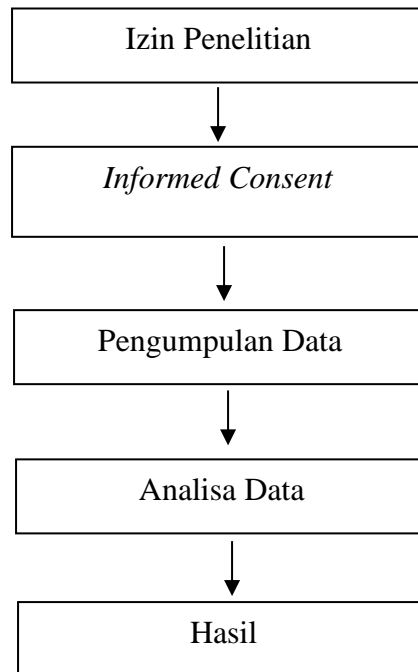 Izin Penelitian
Informed Consent
Pengumpulan Data
Analisa Data
Hasil